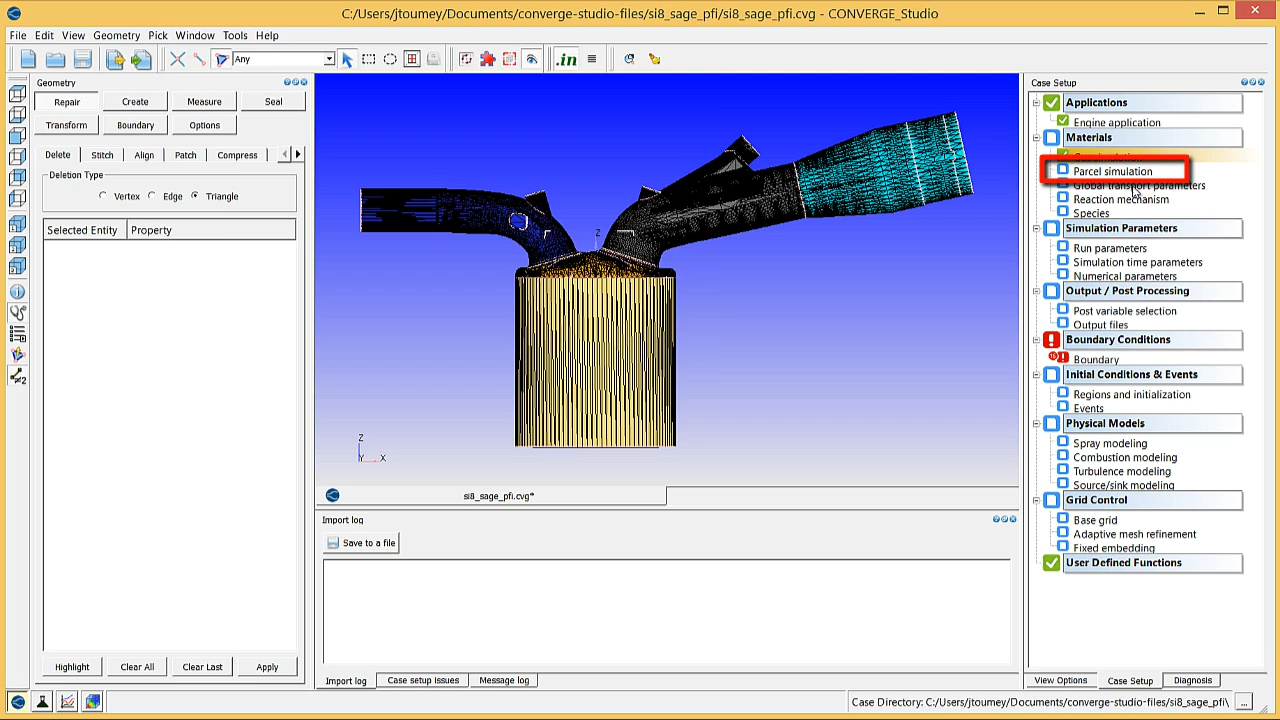 C:/Users/jtoumey/Documents/converge-studio-files/si8_sage_pfi/si8_sage_pfi.cvg - CONVERGE_Studio
File Edit View Geometry Pick Window Tools Help
Any
.in
Geometry
Repair Create Measure Seal
Transform Boundary Options
Delete Stitch Align Patch Compress
Deletion Type
Vertex Edge Triangle
Selected Entity Property
Highlight Clear All Clear Last Apply
Z
Z
Y X
si8_sage_pfi.cvg*
Import log
Save to a file
Import log Case setup issues Message log
Case Setup
Applications
Engine application
Materials
Parcel simulation
Global transport parameters
Reaction mechanism
Species
Simulation Parameters
Run parameters
Simulation time parameters
Numerical parameters
Output / Post Processing
Post variable selection
Output files
Boundary Conditions
Boundary
Initial Conditions & Events
Regions and initialization
Events
Physical Models
Spray modeling
Combustion modeling
Turbulence modeling
Source/sink modeling
Grid Control
Base grid
Adaptive mesh refinement
Fixed embedding
User Defined Functions
View Options Case Setup Diagnosis
Case Directory: C:/Users/jtoumey/Documents/converge-studio-files/si8_sage_pfi\ ...